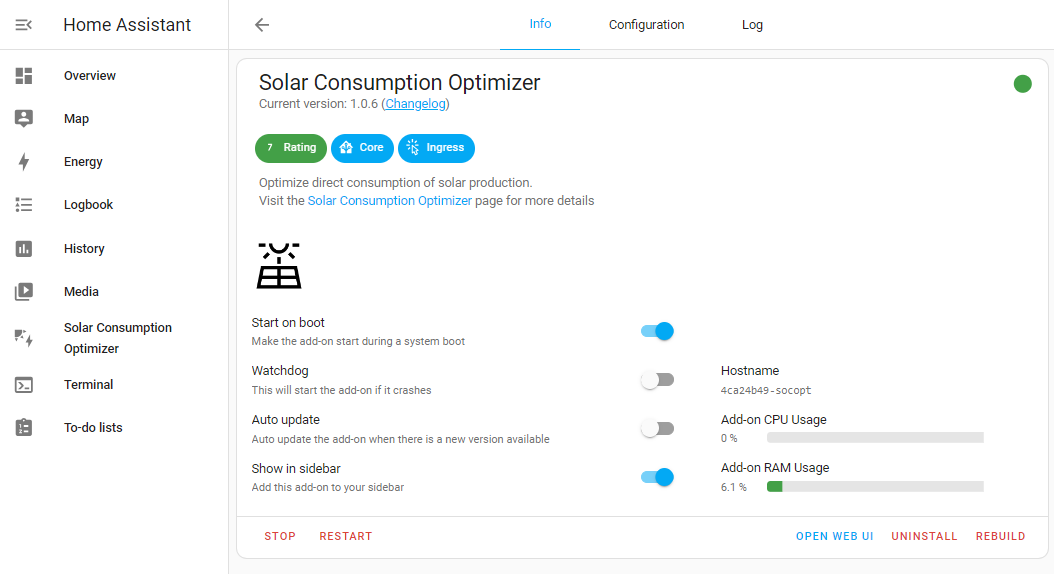 Home Assistant
Info
Configuration
Log
Overview
Map
Energy
Logbook
History
Media
Solar Consumption
Optimizer
Terminal
To-do lists
Solar Consumption Optimizer
Current version: 1.0.6 (Changelog)
7 Rating
Core
Ingress
Optimize direct consumption of solar production.
Visit the Solar Consumption Optimizer page for more details
Start on boot
Make the add-on start during a system boot
Watchdog
This will start the add-on if it crashes
Hostname
4ca24b49-socopt
Auto update
Auto update the add-on when there is a new version available
Add-on CPU Usage
0 %
Show in sidebar
Add this add-on to your sidebar
Add-on RAM Usage
6.1 %
STOP
RESTART
OPEN WEB UI
UNINSTALL
REBUILD